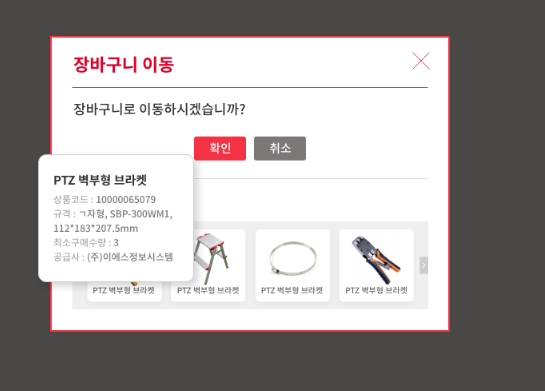 장바구니 이동
장바구니로 이동하시겠습니까?
확인
취소
PTZ 벽부형 브라켓
상품코드 : 10000065079
규격 : ㄱ자형, SBP-300WM1,
112*183*207.5mm
최소구매수량 : 3
공급사 : (주)이에스정보시스템
PTZ 벽부형 브라켓
PTZ 벽부형 브라켓
PTZ 벽부형 브라켓
PTZ 벽부형 브라켓